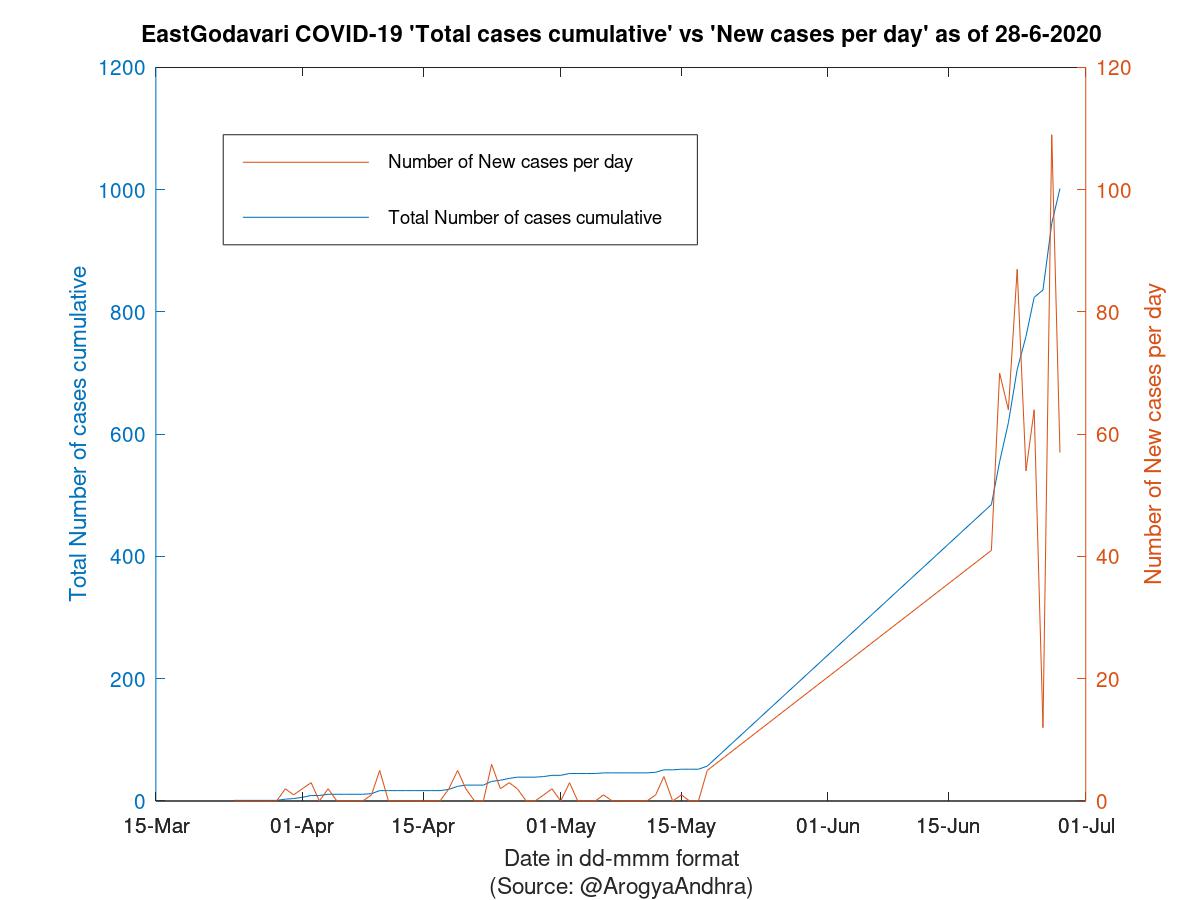 EastGodavari COVID-19 'Total cases cumulative' vs 'New cases per day' as of 28-6-2020
1200
1000
800
600
400
200
0
Total Number of cases cumulative
Number of New cases per day
Total Number of cases cumulative
120
100
80
60
40
20
0
Number of New cases per day
15-Mar 01-Apr 15-Apr 01-May 15-May 01-Jun 15-Jun 01-Jul
Date in dd-mmm format
(Source: @ArogyaAndhra)